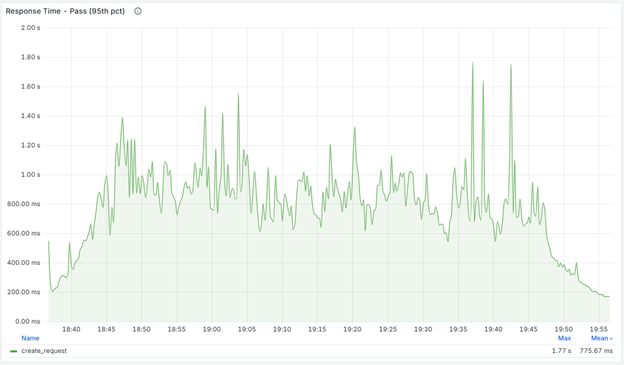 Response Time - Pass (95th pct)
2.00 s
1.80 s
1.60 s
1.40 s
1.20 s
1.00 s
800.00 ms
600.00 ms
400.00 ms
200.00 ms
0.00 ms
18:40 18:45 18:50 18:55 19:00 19:05 19:10 19:15 19:20 19:25 19:30 19:35 19:40 19:45 19:50 19:55
Name Max Mean
create_request 1.77 s 775.67 ms